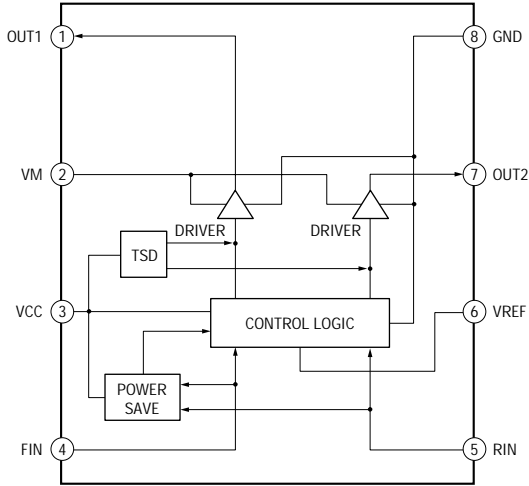 OUT1 1 8 GND
VM 2 7 OUT2
DRIVER DRIVER
TSD
VCC 3 6 VREF
CONTROL LOGIC
POWER
SAVE
FIN 4 5 RIN